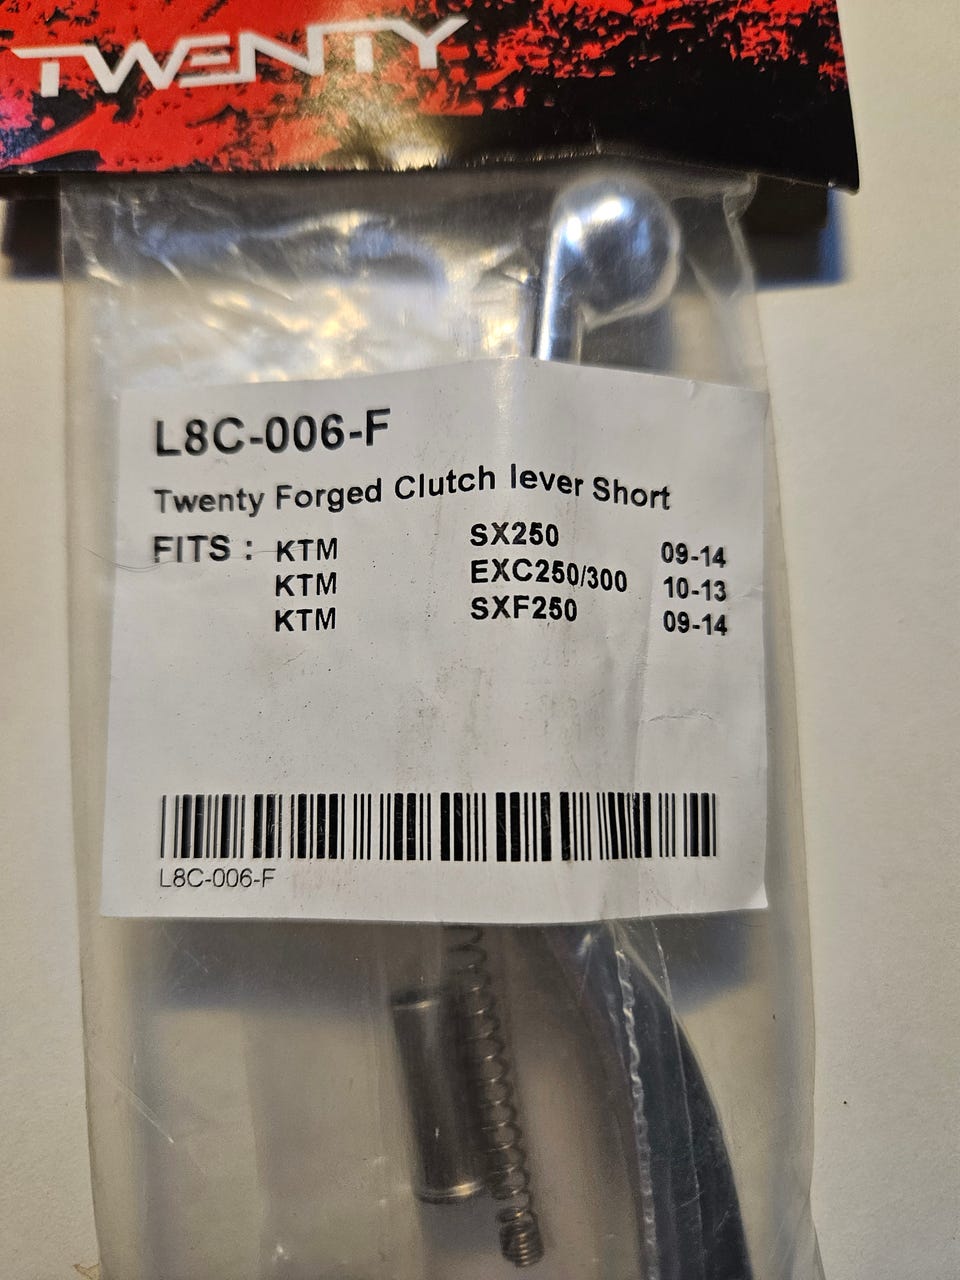 TWENTY
L8C-006-F
Twenty Forged Clutch lever Short
FITS : KTM SX250 09-14
KTM EXC250/300 10-13
KTM SXF250 09-14
L8C-006-F